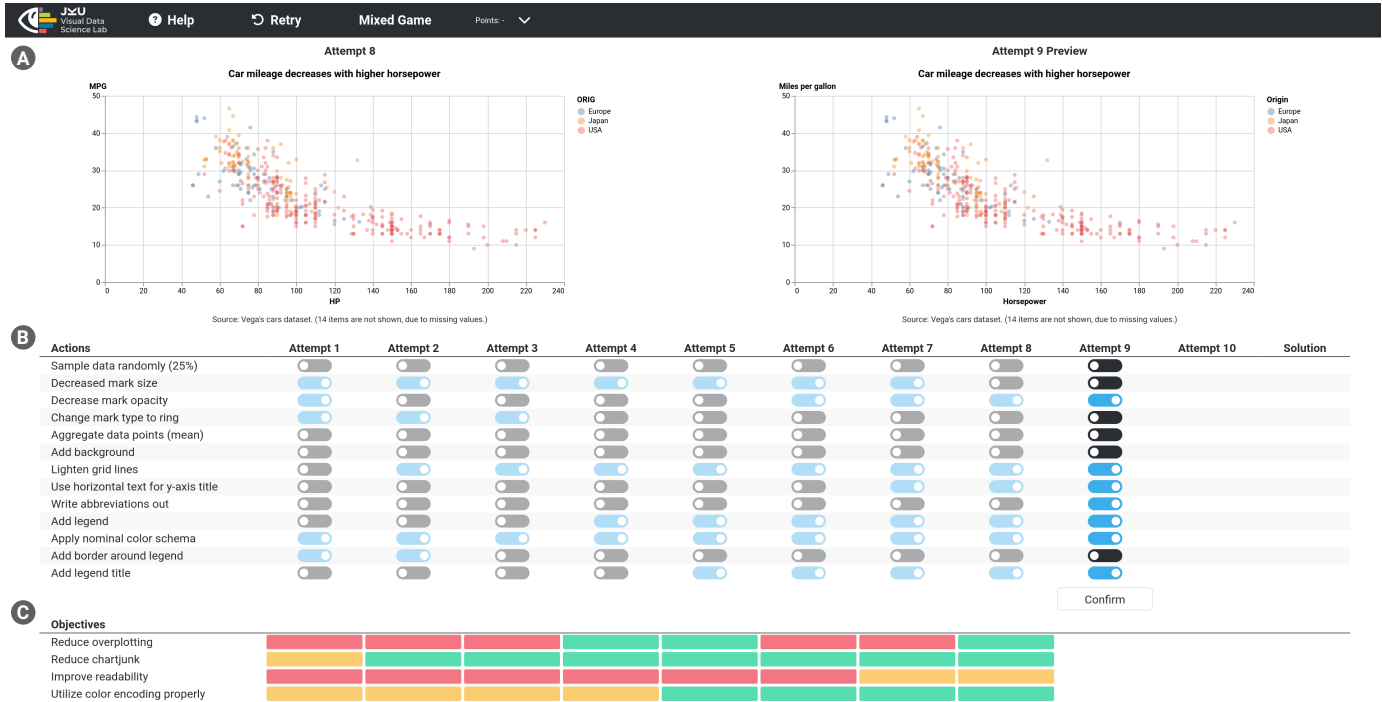 JYU Visual Data Science Lab
Help
Retry
Mixed Game
Points: -
A
Attempt 8
Car mileage decreases with higher horsepower
MPG
50
40
30
20
10
0
0 20 40 60 80 100 120 140 160 180 200 220 240
HP
ORIG
Europe
Japan
USA
Source: Vega's cars dataset. (14 items are not shown, due to missing values.)
Attempt 9 Preview
Car mileage decreases with higher horsepower
Miles per gallon
50
40
30
20
10
0
0 20 40 60 80 100 120 140 160 180 200 220 240
Horsepower
Origin
Europe
Japan
USA
Source: Vega's cars dataset. (14 items are not shown, due to missing values.)
B
Actions Attempt 1 Attempt 2 Attempt 3 Attempt 4 Attempt 5 Attempt 6 Attempt 7 Attempt 8 Attempt 9 Attempt 10 Solution
Sample data randomly (25%)
Decreased mark size
Decrease mark opacity
Change mark type to ring
Aggregate data points (mean)
Add background
Lighten grid lines
Use horizontal text for y-axis title
Write abbreviations out
Add legend
Apply nominal color schema
Add border around legend
Add legend title
Confirm
C
Objectives
Reduce overplotting
Reduce chartjunk
Improve readability
Utilize color encoding properly